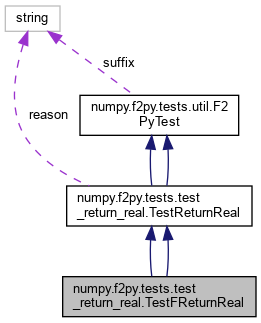 string
suffix
numpy.f2py.tests.util.F2
PyTest
reason
numpy.f2py.tests.test
_return_real.TestReturnReal
numpy.f2py.tests.test
_return_real.TestFReturnReal